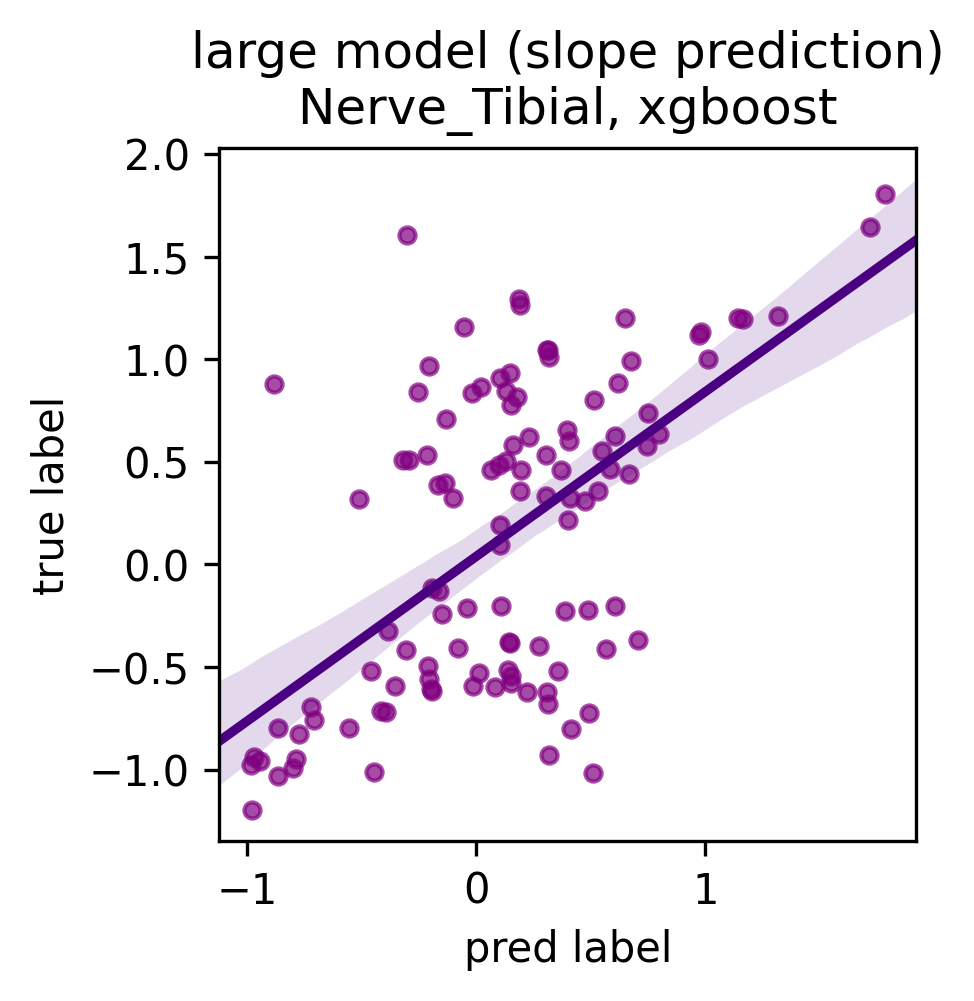 large model (slope prediction)
Nerve_Tibial, xgboost
2.0
1.5
1.0
0.5
0.0
−0.5
−1.0
true label
−1
0
1
pred label